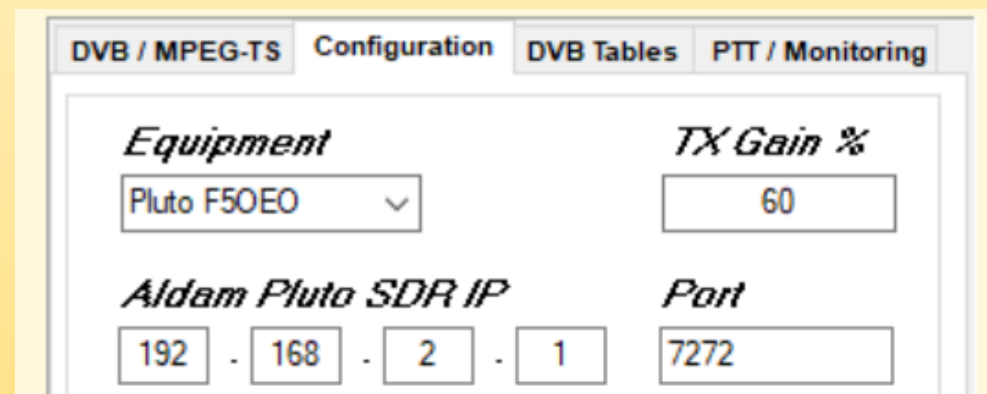 DVB / MPEG-TS Configuration DVB Tables PTT / Monitoring
Equipment TX Gain %
Pluto F5OEO 60
Aldam Pluto SDR IP Port
192 . 168 . 2 . 1 7272